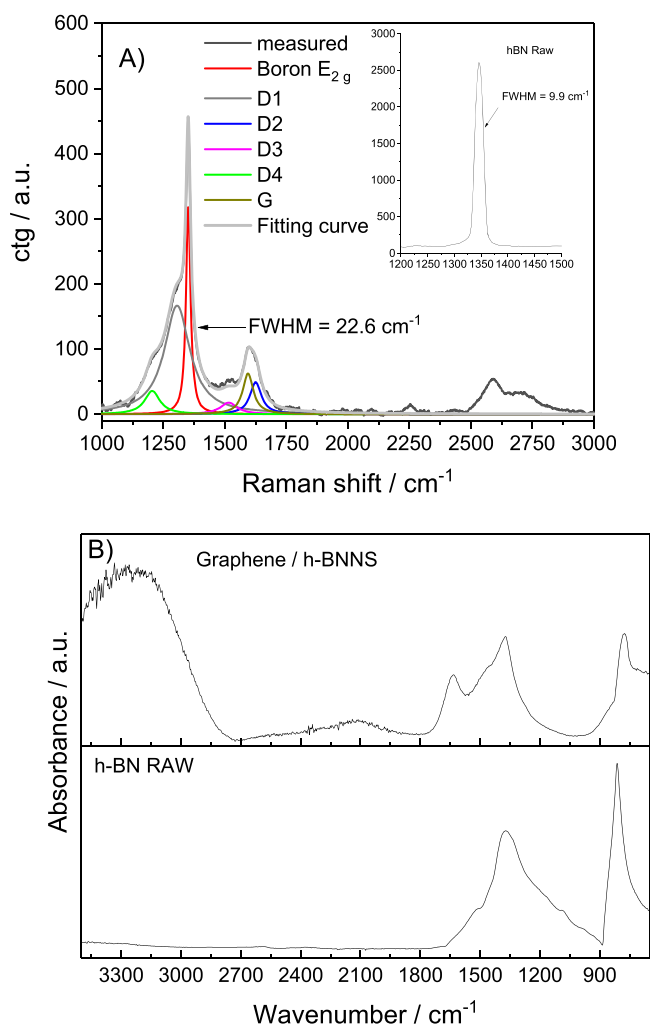 A)
measured
Boron E2 g
D1
D2
D3
D4
G
Fitting curve
FWHM = 22.6 cm-1
ctg / a.u.
600
500
400
300
200
100
0
1000 1250 1500 1750 2000 2250 2500 2750 3000
Raman shift / cm-1
hBN Raw
FWHM = 9.9 cm-1
3000
2500
2000
1500
1000
500
0
1200 1250 1300 1350 1400 1450 1500
B)
Graphene / h-BNNS
h-BN RAW
Absorbance / a.u.
3300 3000 2700 2400 2100 1800 1500 1200 900
Wavenumber / cm-1